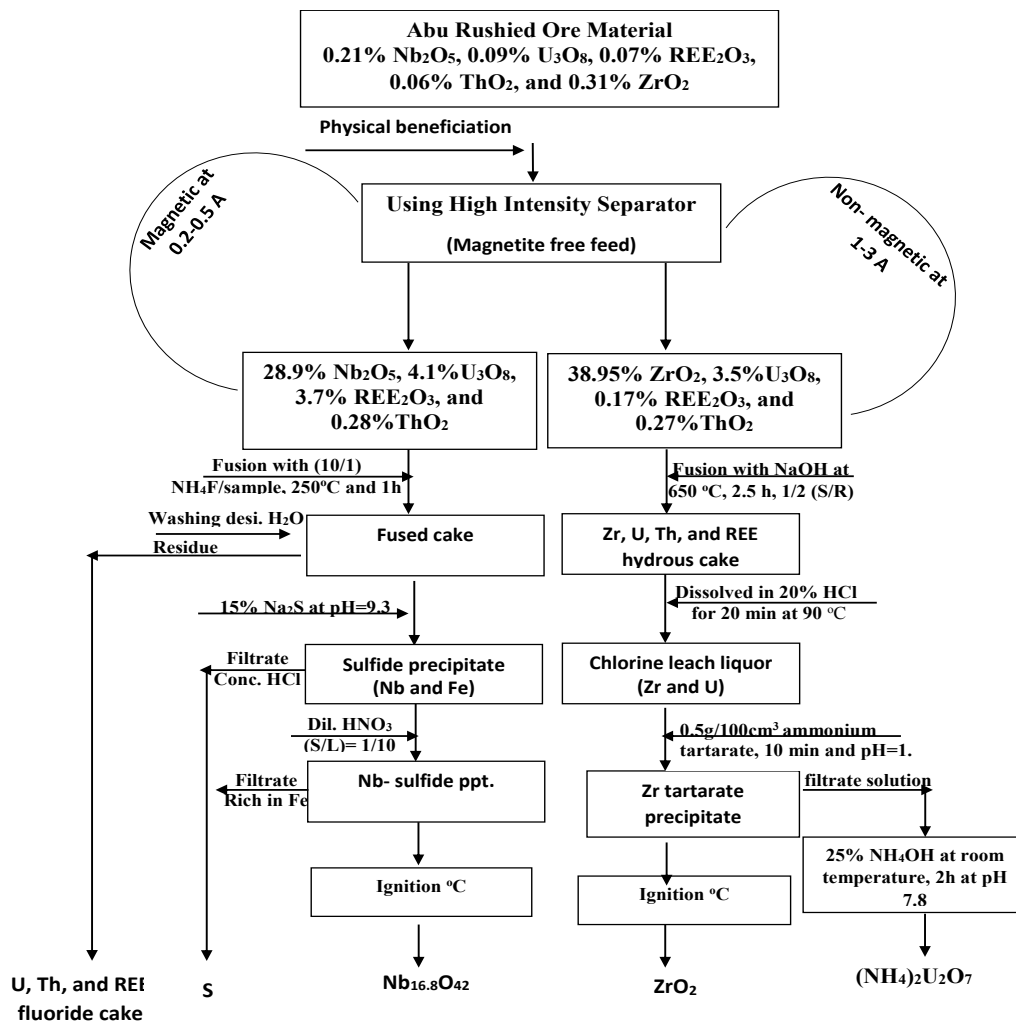 Abu Rushied Ore Material
0.21% Nb₂O₅, 0.09% U₃O₈, 0.07% REE₂O₃,
0.06% ThO₂, and 0.31% ZrO₂
Physical beneficiation
Magnetic at
0.2-0.5 A
Using High Intensity Separator
(Magnetite free feed)
Non- magnetic at
1-3 A
28.9% Nb₂O₅, 4.1%U₃O₈,
3.7% REE₂O₃, and
0.28%ThO₂
38.95% ZrO₂, 3.5%U₃O₈,
0.17% REE₂O₃, and
0.27%ThO₂
Fusion with (10/1)
NH₄F/sample, 250ºC and 1h
Fusion with NaOH at
650 ºC, 2.5 h, 1/2 (S/R)
Washing desi. H₂O
Residue
Fused cake
Zr, U, Th, and REE
hydrous cake
15% Na₂S at pH=9.3
Dissolved in 20% HCl
for 20 min at 90 ºC
Filtrate
Conc. HCl
Sulfide precipitate
(Nb and Fe)
Chlorine leach liquor
(Zr and U)
Dil. HNO₃
(S/L)= 1/10
0.5g/100cm³ ammonium
tartarate, 10 min and pH=1.
Filtrate
Rich in Fe
Nb- sulfide ppt.
Zr tartarate
precipitate
filtrate solution
25% NH₄OH at room
temperature, 2h at pH
7.8
Ignition ºC
Ignition ºC
U, Th, and REE
fluoride cake
S
Nb₁₆.₈O₄₂
ZrO₂
(NH₄)₂U₂O₇